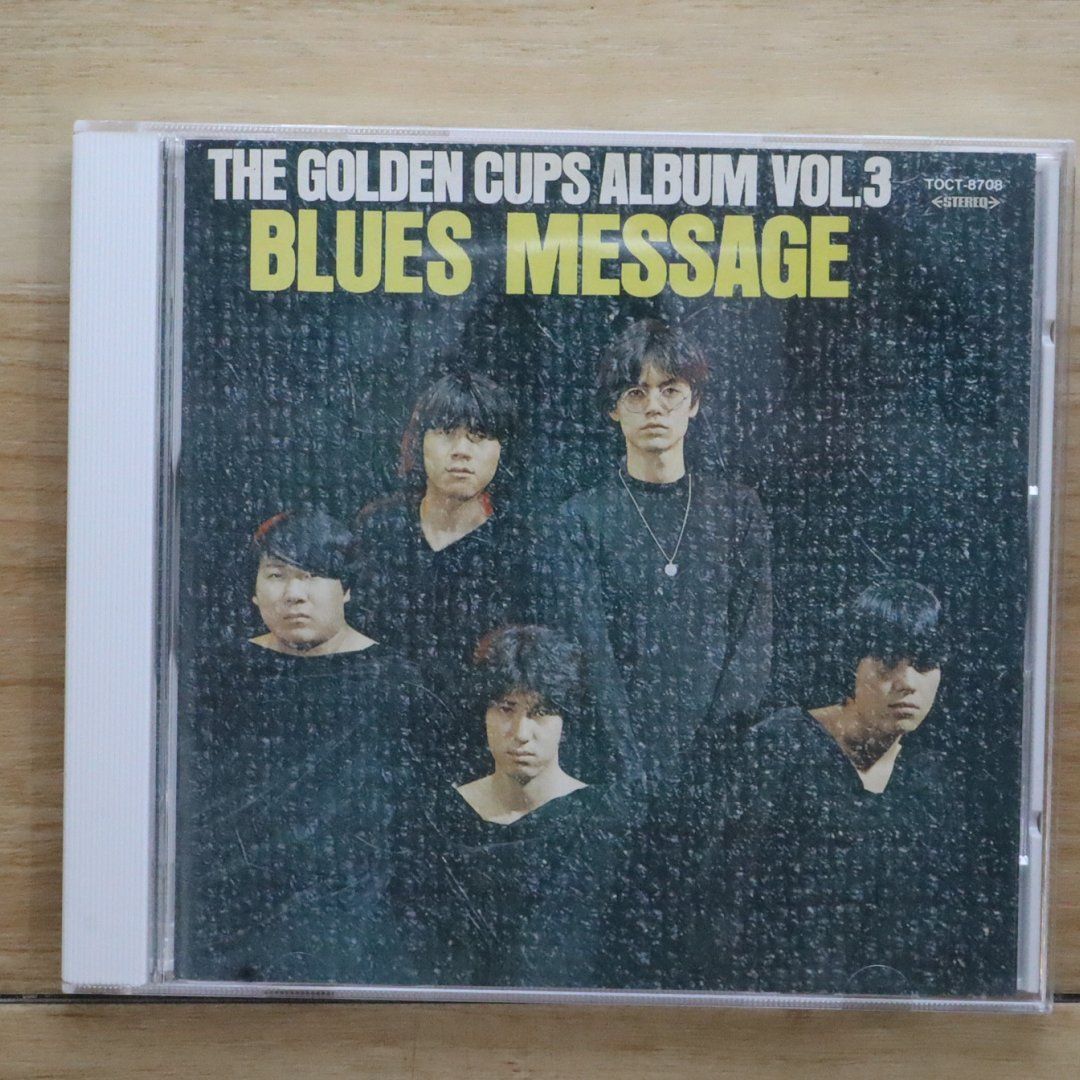 THE GOLDEN CUPS ALBUM VOL.3
TOCT-8708
STEREO
BLUES MESSAGE